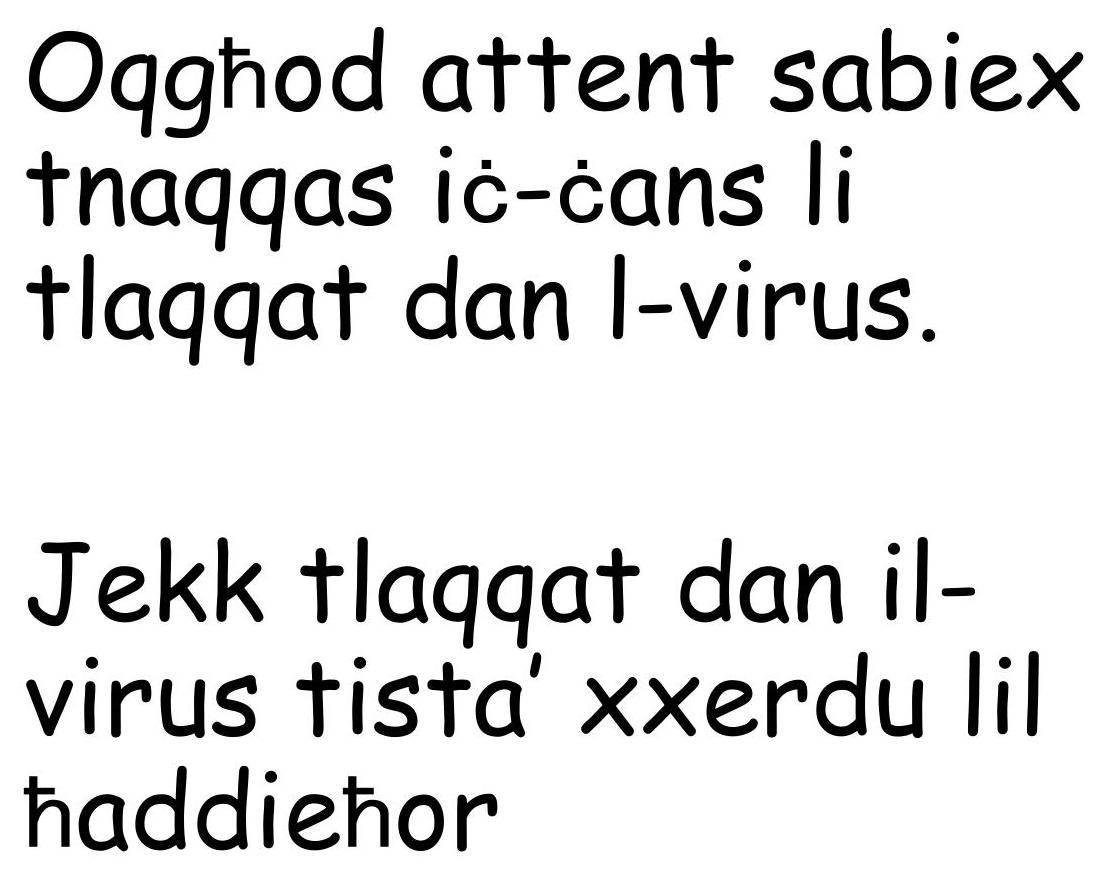 Oqgħod attent sabiex
tnaqqas iċ-ċans li
tlaqqat dan l-virus.
Jekk tlaqqat dan il-
virus tista’ xxerdu lil
ħaddieħor